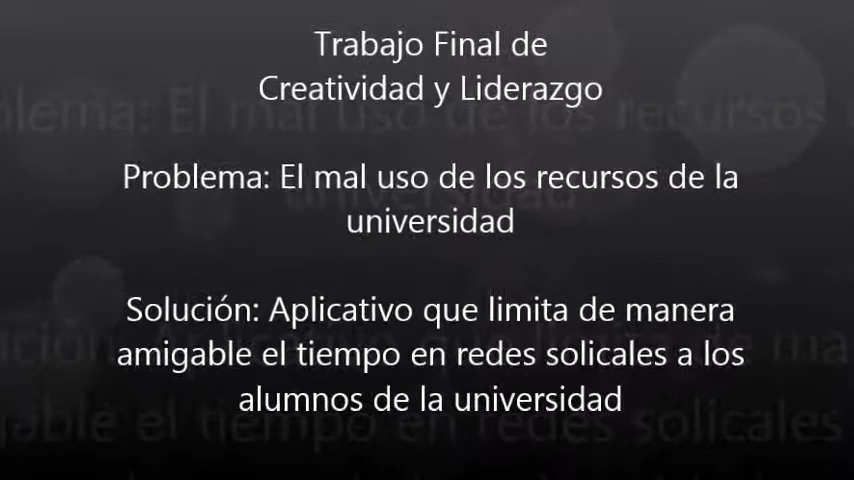 Trabajo Final de
Creatividad y Liderazgo
Problema: El mal uso de los recursos de la
universidad
Solución: Aplicativo que limita de manera
amigable el tiempo en redes solicales a los
alumnos de la universidad